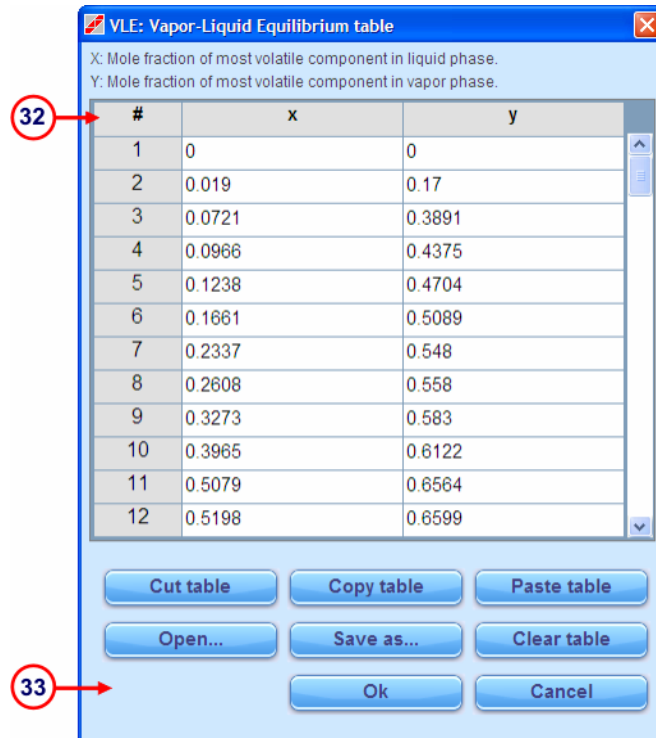 VLE: Vapor-Liquid Equilibrium table
X: Mole fraction of most volatile component in liquid phase.
Y: Mole fraction of most volatile component in vapor phase.
32
# x y
1 0 0
2 0.019 0.17
3 0.0721 0.3891
4 0.0966 0.4375
5 0.1238 0.4704
6 0.1661 0.5089
7 0.2337 0.548
8 0.2608 0.558
9 0.3273 0.583
10 0.3965 0.6122
11 0.5079 0.6564
12 0.5198 0.6599
Cut table Copy table Paste table
Open... Save as... Clear table
33
Ok Cancel